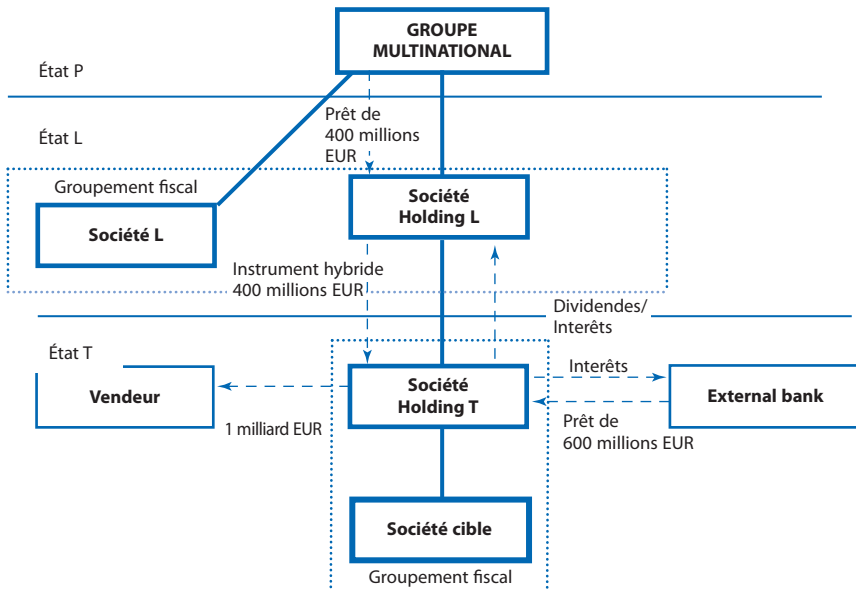 GROUPE
MULTINATIONAL
État P
Prêt de
400 millions
EUR
État L
Groupement fiscal
Société
Holding L
Société L
Instrument hybride
400 millions EUR
Dividendes/
Interêts
État T
Vendeur
Société
Holding T
Interêts
External bank
1 milliard EUR
Prêt de
600 millions EUR
Société cible
Groupement fiscal